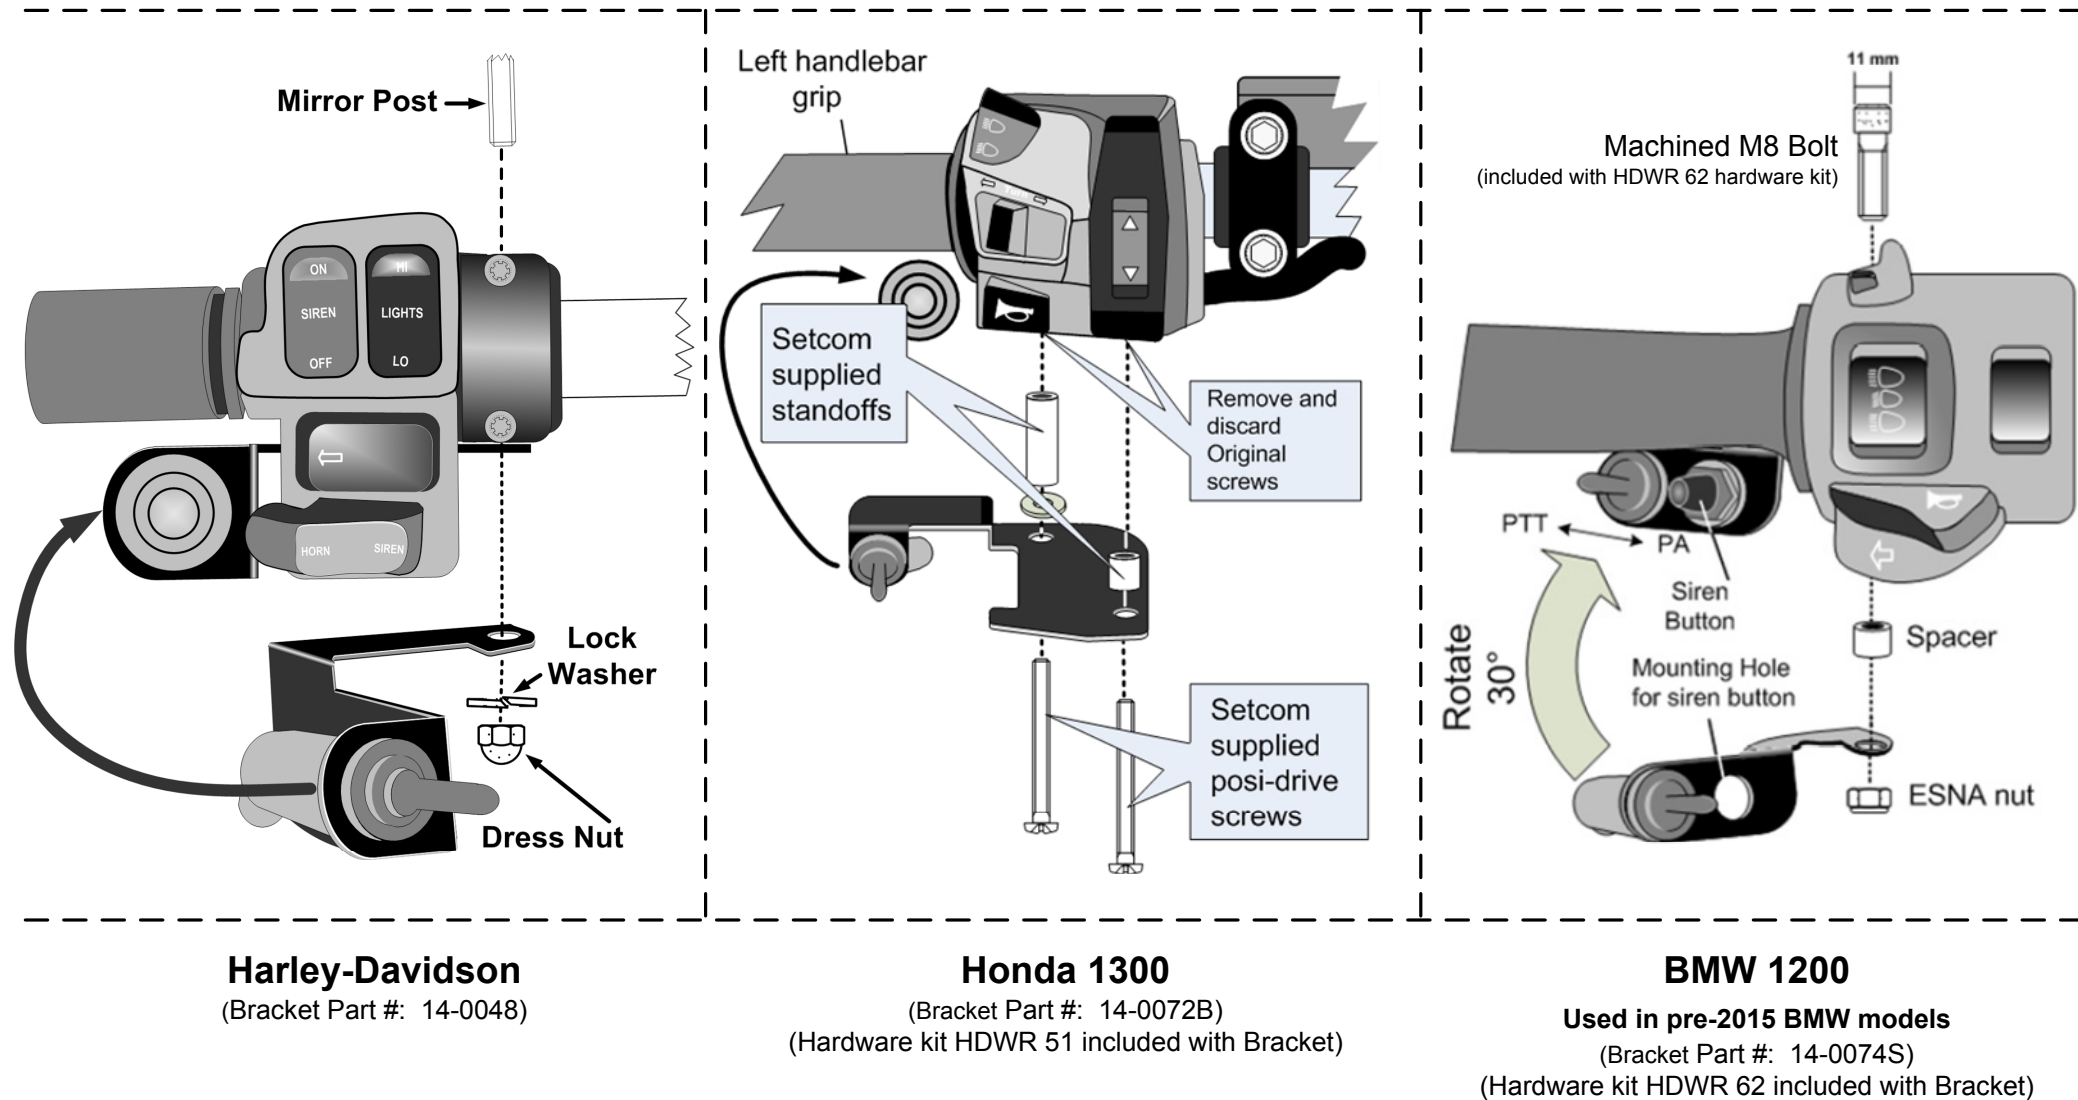 Mirror Post
ON
SIREN
OFF
HI
LIGHTS
LO
HORN
SIREN
Lock
Washer
Dress Nut
Left handlebar
grip
Setcom
supplied
standoffs
Remove and
discard
Original
screws
Setcom
supplied
posi-drive
screws
11 mm
Machined M8 Bolt
(included with HDWR 62 hardware kit)
PTT
PA
Siren
Button
Spacer
Rotate
30°
Mounting Hole
for siren button
ESNA nut
Harley-Davidson
(Bracket Part #: 14-0048)
Honda 1300
(Bracket Part #: 14-0072B)
(Hardware kit HDWR 51 included with Bracket)
BMW 1200
Used in pre-2015 BMW models
(Bracket Part #: 14-0074S)
(Hardware kit HDWR 62 included with Bracket)